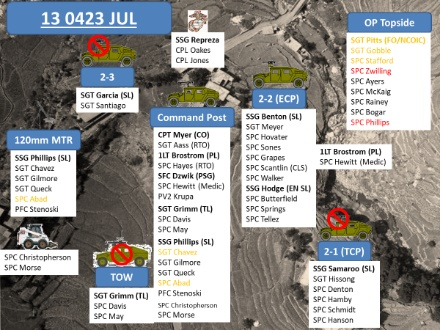 13 0423 JUL
SSG Repreza
CPL Oakes
CPL Jones
OP Topside
SGT Pitts (FO/NCOIC)
SGT Gobble
SPC Stafford
SPC Zwilling
SPC Ayers
SPC McKaig
SPC Rainey
SPC Bogar
SPC Phillips
2-3
SGT Garcia (SL)
SGT Santiago
2-2 (ECP)
SSG Benton (SL)
SGT Meyer
SPC Hovater
SPC Sones
SPC Grapes
SPC Scantlin (CLS)
SPC Walker
SSG Hodge (EN SL)
SPC Butterfield
SPC Springs
SPC Tellez
Command Post
CPT Myer (CO)
SGT Aass (RTO)
1LT Brostrom (PL)
SPC Hayes (RTO)
SFC Dzwik (PSG)
SPC Hewitt (Medic)
PV2 Krupa
SGT Grimm (TL)
SPC Davis
SPC May
SSG Phillips (SL)
SGT Chavez
SGT Gilmore
SGT Queck
SPC Abad
PFC Stenoski
SPC Christopherson
SPC Morse
120mm MTR
SSG Phillips (SL)
SGT Chavez
SGT Gilmore
SGT Queck
SPC Abad
PFC Stenoski
1LT Brostrom (PL)
SPC Hewitt (Medic)
SPC Christopherson
SPC Morse
TOW
SGT Grimm (TL)
SPC Davis
SPC May
2-1 (TCP)
SSG Samaroo (SL)
SGT Hissong
SPC Denton
SPC Hamby
SPC Schmidt
SPC Hanson